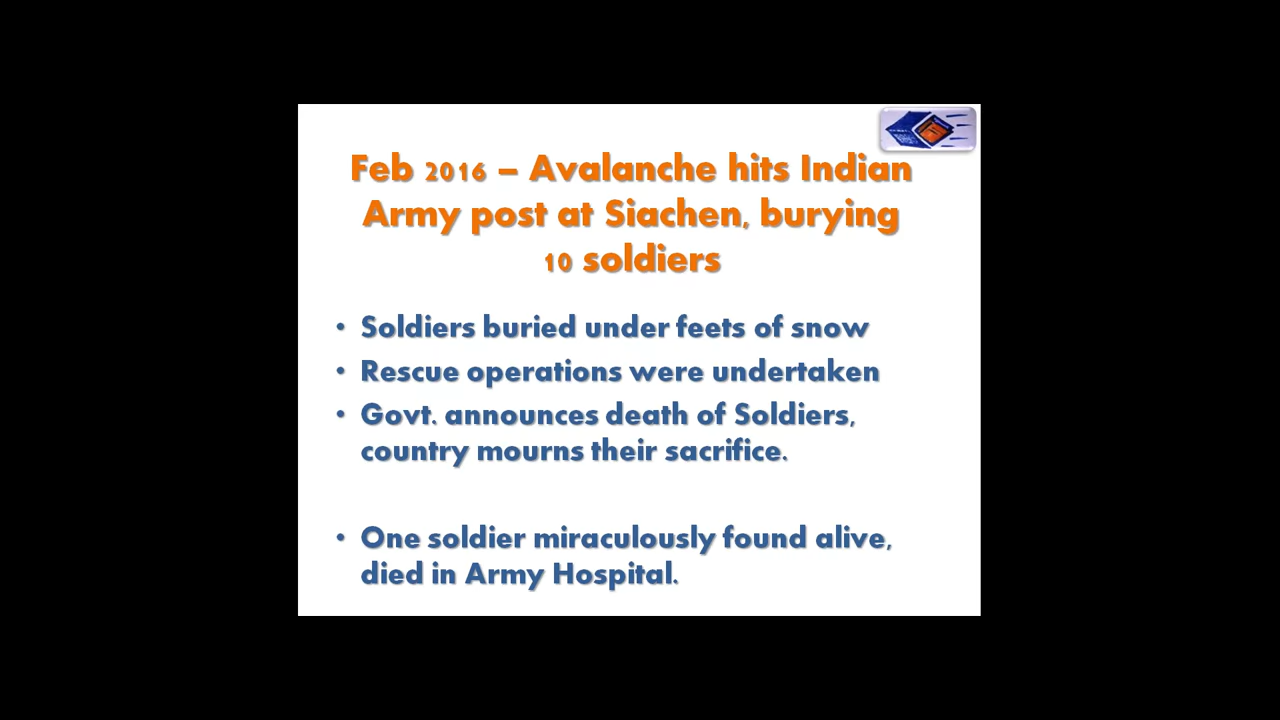 Feb 2016 – Avalanche hits Indian
Army post at Siachen, burying
10 soldiers
• Soldiers buried under feets of snow
• Rescue operations were undertaken
• Govt. announces death of Soldiers,
country mourns their sacrifice.
• One soldier miraculously found alive,
died in Army Hospital.